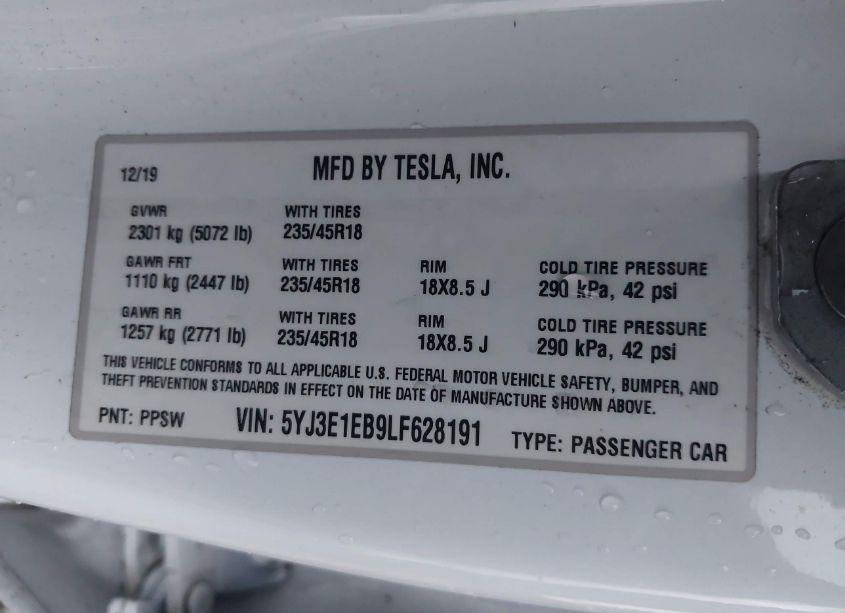 12/19 MFD BY TESLA, INC.
GVWR WITH TIRES
2301 kg (5072 lb) 235/45R18
GAWR FRT WITH TIRES RIM COLD TIRE PRESSURE
1110 kg (2447 lb) 235/45R18 18X8.5 J 290 kPa, 42 psi
GAWR RR WITH TIRES RIM COLD TIRE PRESSURE
1257 kg (2771 lb) 235/45R18 18X8.5 J 290 kPa, 42 psi
THIS VEHICLE CONFORMS TO ALL APPLICABLE U.S. FEDERAL MOTOR VEHICLE SAFETY, BUMPER, AND
THEFT PREVENTION STANDARDS IN EFFECT ON THE DATE OF MANUFACTURE SHOWN ABOVE.
PNT: PPSW VIN: 5YJ3E1EB9LF628191 TYPE: PASSENGER CAR